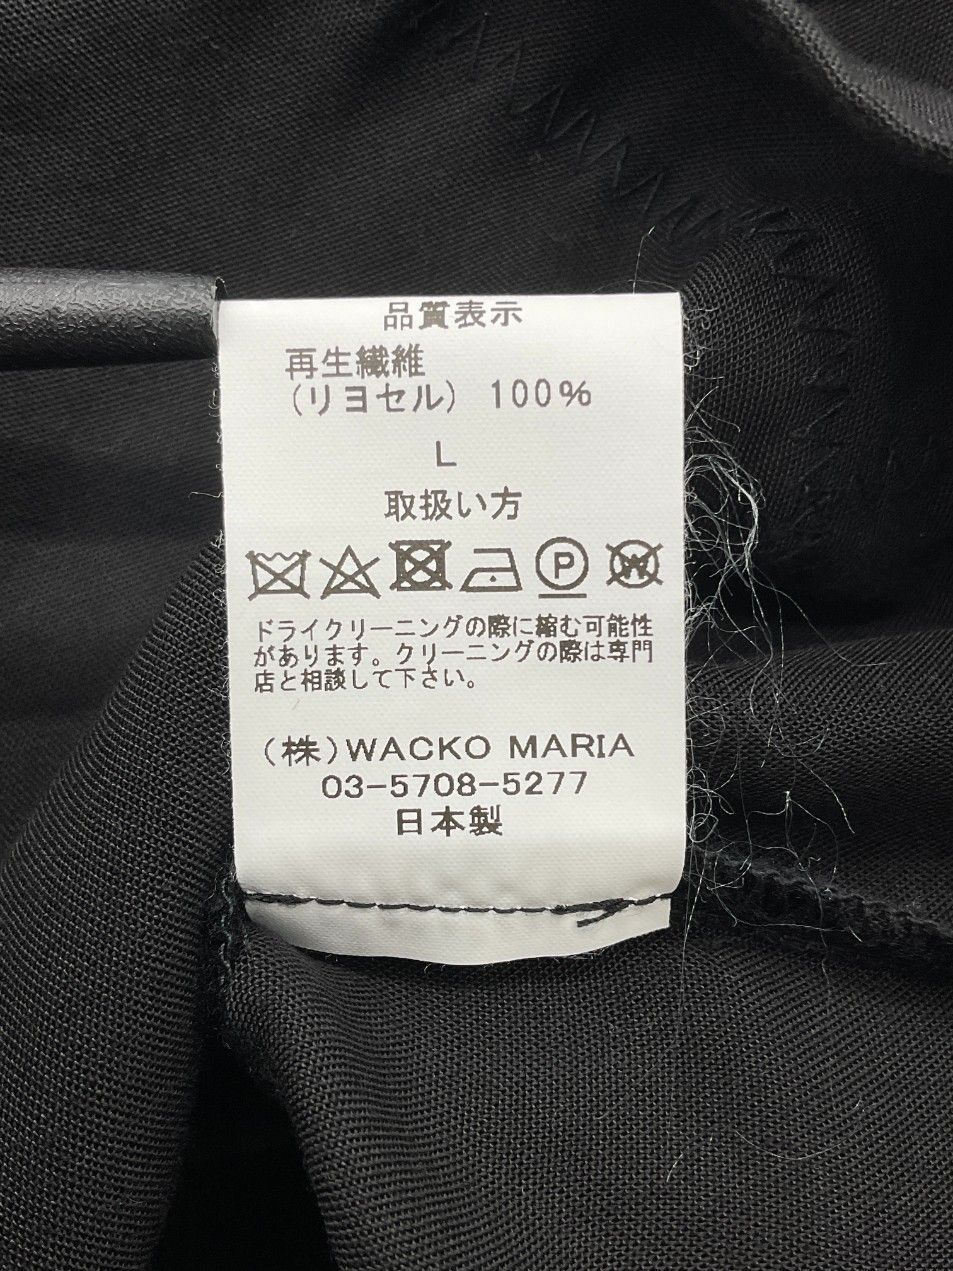 品質表示
再生繊維
(リヨセル) 100%
L
取扱い方
P W
ドライクリーニングの際に縮む可能性
があります。クリーニングの際は専門
店と相談して下さい。
(株)WACKO MARIA
03-5708-5277
日本製